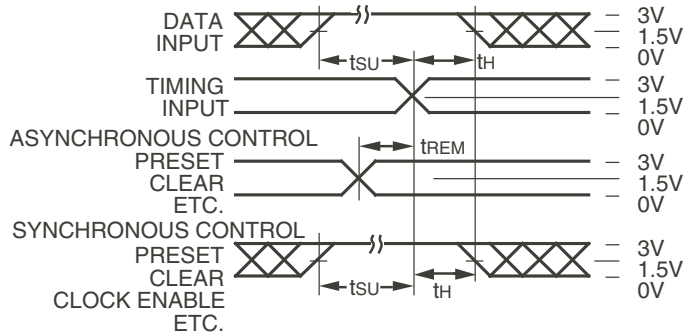 DATA
INPUT
3V
1.5V
0V
tSU
tH
TIMING
INPUT
3V
1.5V
0V
ASYNCHRONOUS CONTROL
tREM
PRESET
CLEAR
ETC.
3V
1.5V
0V
SYNCHRONOUS CONTROL
PRESET
CLEAR
CLOCK ENABLE
ETC.
3V
1.5V
0V
tSU
tH